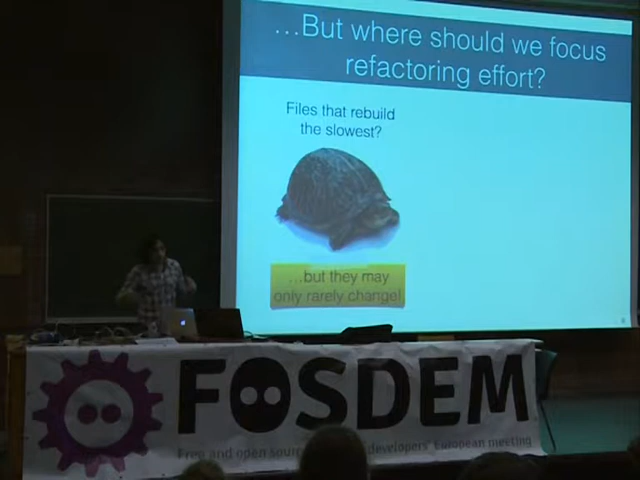 ...But where should we focus
refactoring effort?
Files that rebuild
the slowest?
...but they may
only rarely change!
FOSDEM
Free and open sour developers' European meeting